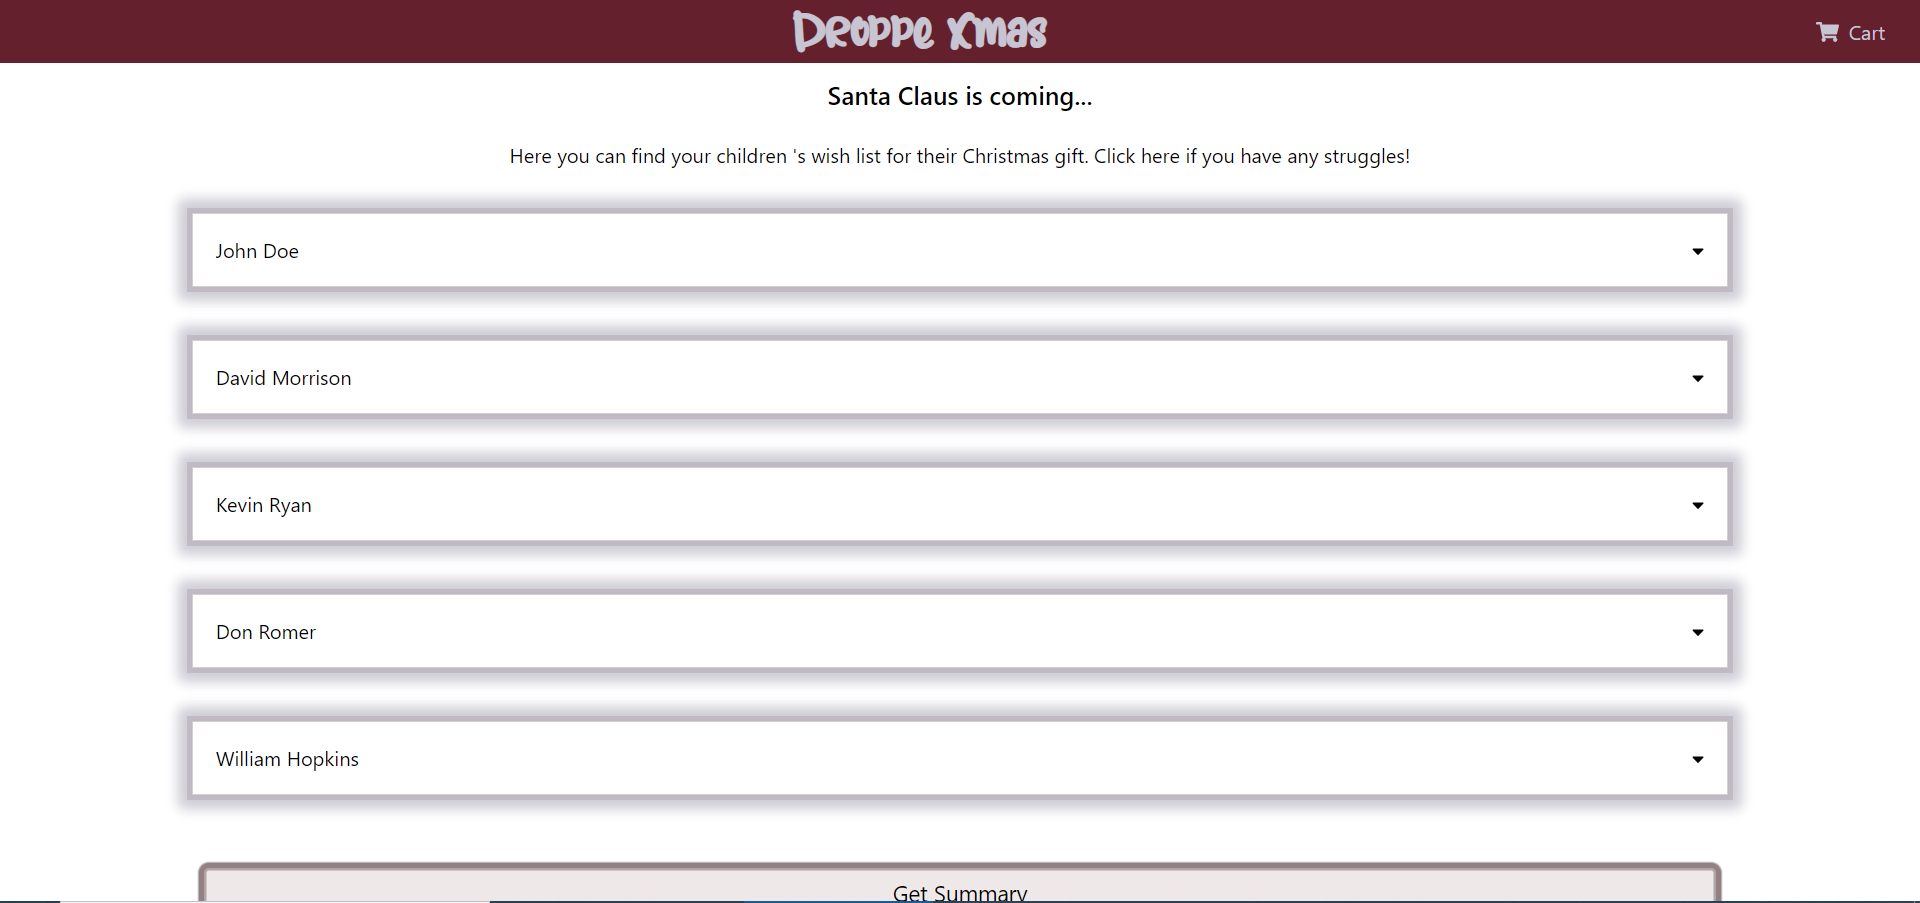 Droppe Xmas
Cart
Santa Claus is coming...
Here you can find your children 's wish list for their Christmas gift. Click here if you have any struggles!
John Doe
David Morrison
Kevin Ryan
Don Romer
William Hopkins
Get Summary